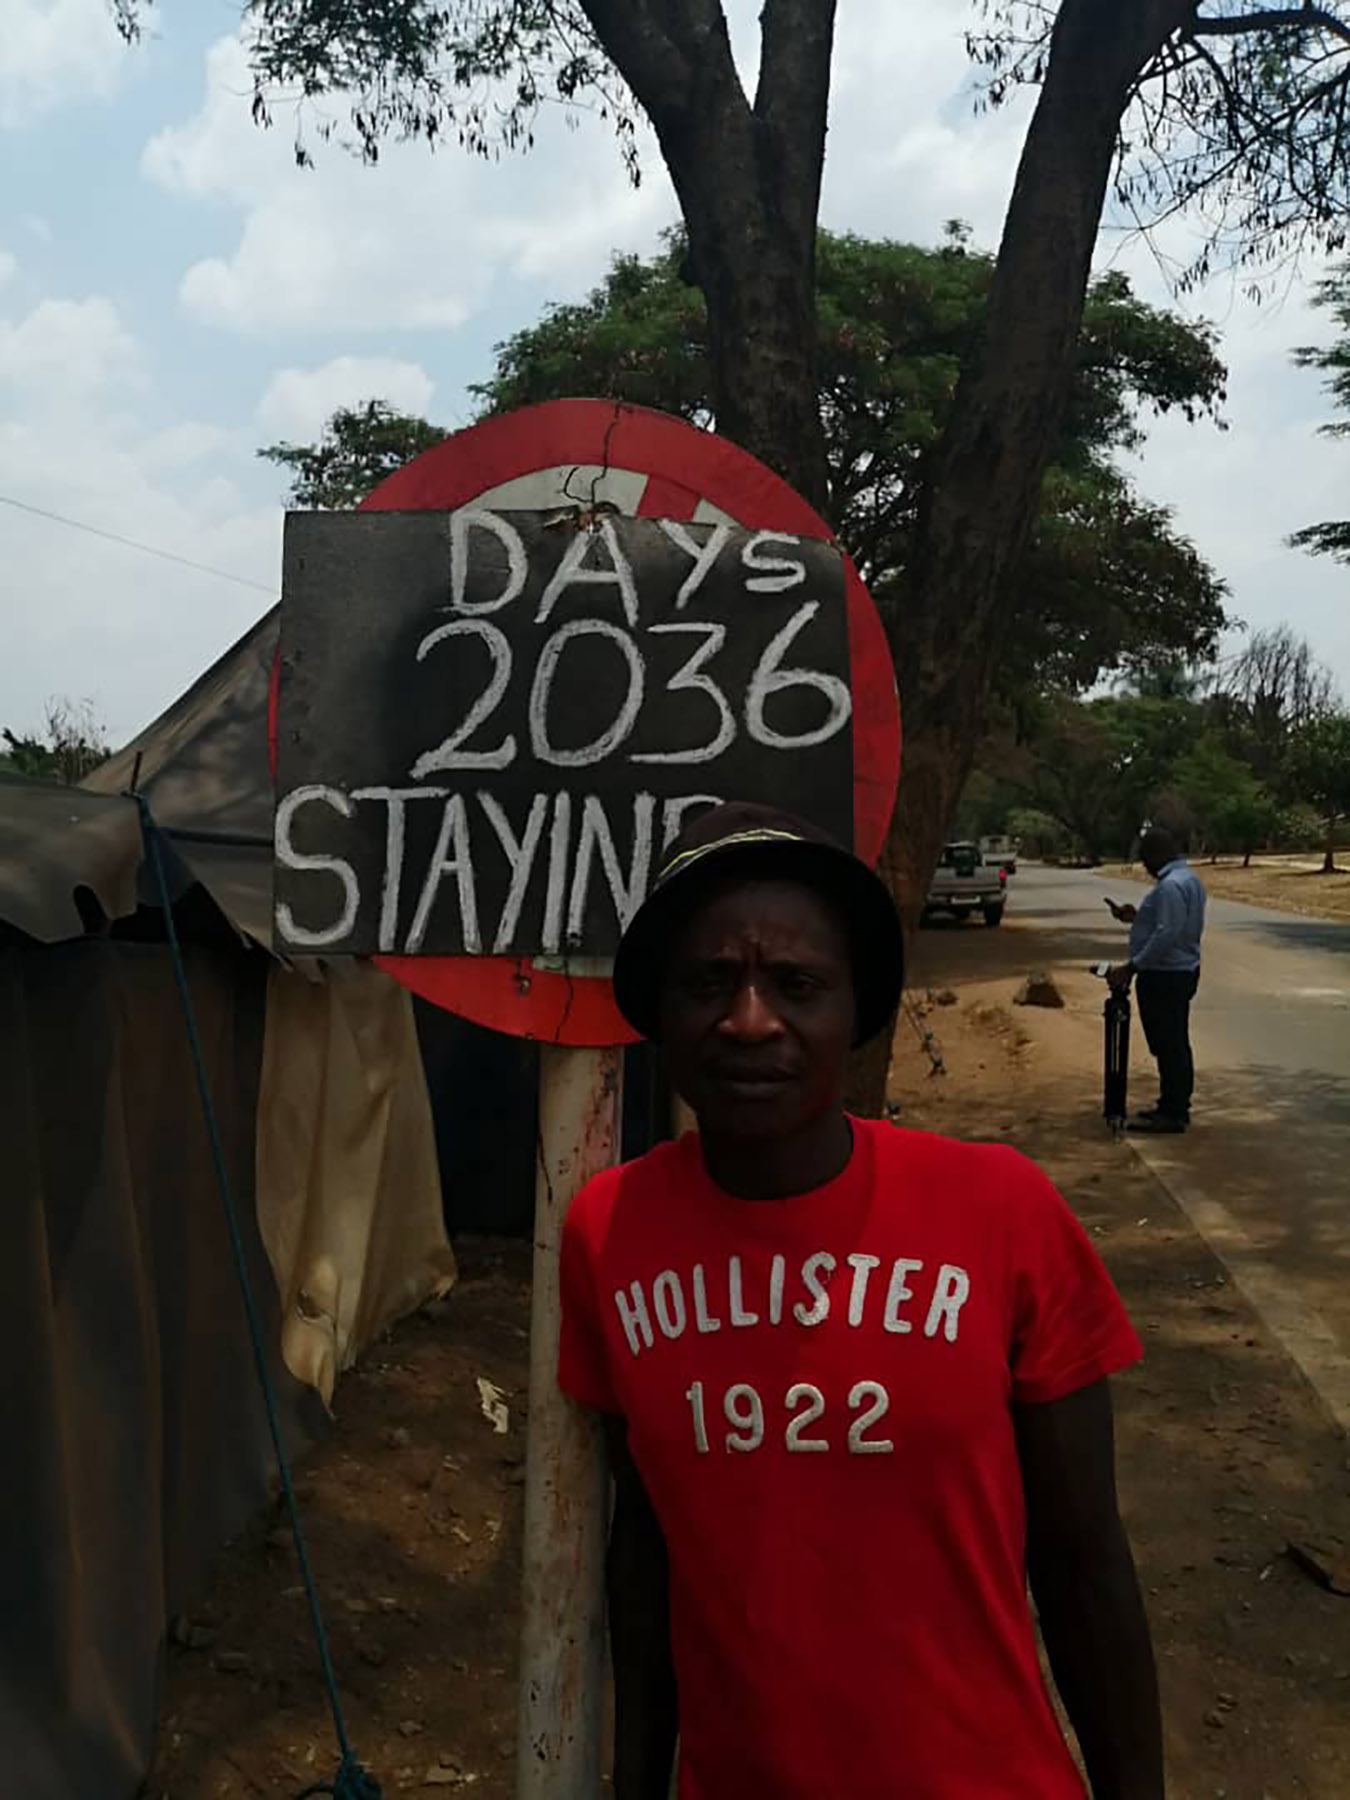 DAYS
2036
STAYIN
HOLLISTER
1922